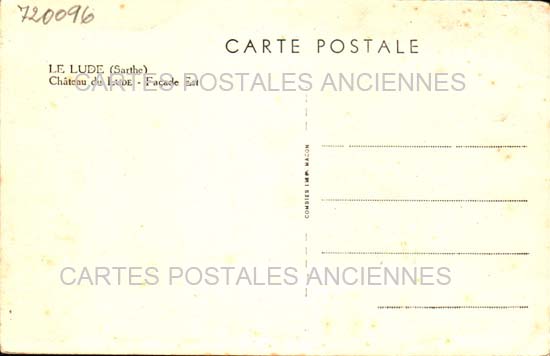 720096
CARTE POSTALE
LE LUDE (Sarthe)
Château du LUDE - Façade Est
CARTES POSTALES ANCIENNES
COMBIER IMP. MACON
CARTES POSTALES ANCIENNES